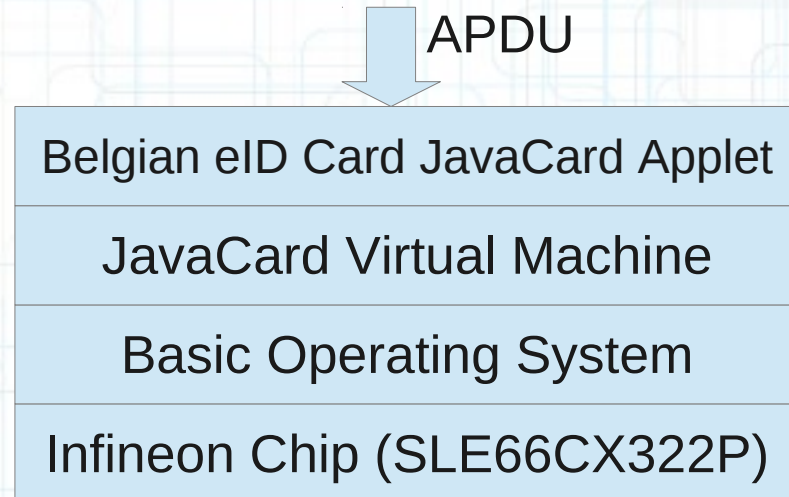 APDU
Belgian eID Card JavaCard Applet
JavaCard Virtual Machine
Basic Operating System
Infineon Chip (SLE66CX322P)